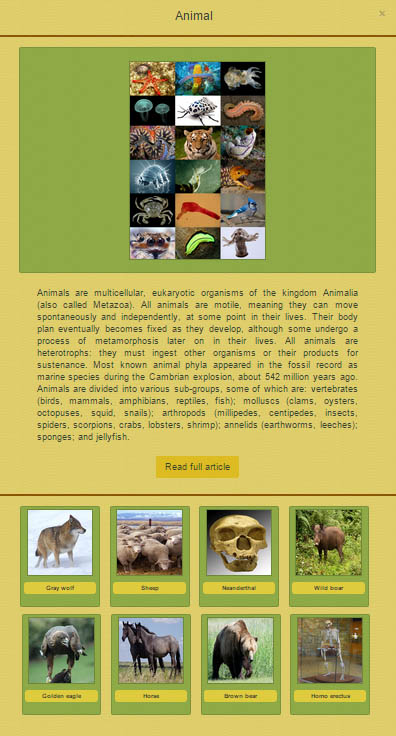 Animal
×
Animals are multicellular, eukaryotic organisms of the kingdom Animalia
(also called Metazoa). All animals are motile, meaning they can move
spontaneously and independently, at some point in their lives. Their body
plan eventually becomes fixed as they develop, although some undergo a
process of metamorphosis later on in their lives. All animals are
heterotrophs: they must ingest other organisms or their products for
sustenance. Most known animal phyla appeared in the fossil record as
marine species during the Cambrian explosion, about 542 million years ago.
Animals are divided into various sub-groups, some of which are: vertebrates
(birds, mammals, amphibians, reptiles, fish); molluscs (clams, oysters,
octopuses, squid, snails); arthropods (millipedes, centipedes, insects,
spiders, scorpions, crabs, lobsters, shrimp); annelids (earthworms, leeches);
sponges; and jellyfish.
Read full article
Gray wolf
Sheep
Neanderthal
Wild boar
Golden eagle
Horse
Brown bear
Homo erectus